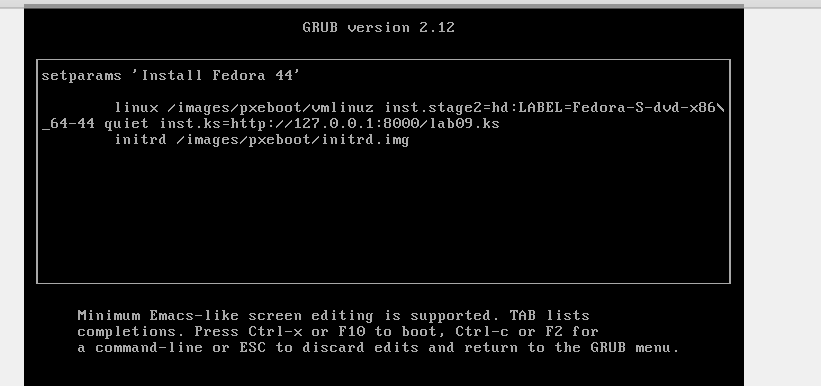 GRUB version 2.12
setparams 'Install Fedora 44'
linux /images/pxeboot/vmlinuz inst.stage2=hd:LABEL=Fedora-S-dvd-x86\
_64-44 quiet inst.ks=http://127.0.0.1:8000/lab09.ks
initrd /images/pxeboot/initrd.img
Minimum Emacs-like screen editing is supported. TAB lists
completions. Press Ctrl-x or F10 to boot, Ctrl-c or F2 for
a command-line or ESC to discard edits and return to the GRUB menu.